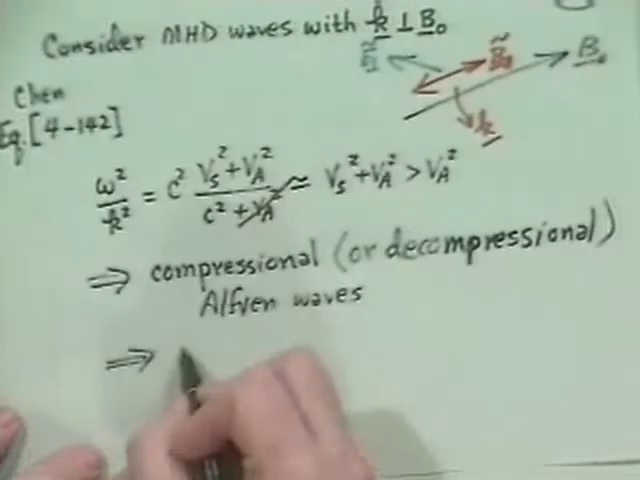 Consider MHD waves with k ⊥ B₀
Ẽ₁ B̃₁ B₀
Chen
Eq. [4-142]
k
ω²/k² = c² (Vs² + VA²)/(c² + VA²) ≈ Vs² + VA² > VA²
⇒ compressional (or decompressional)
Alfven waves
⇒